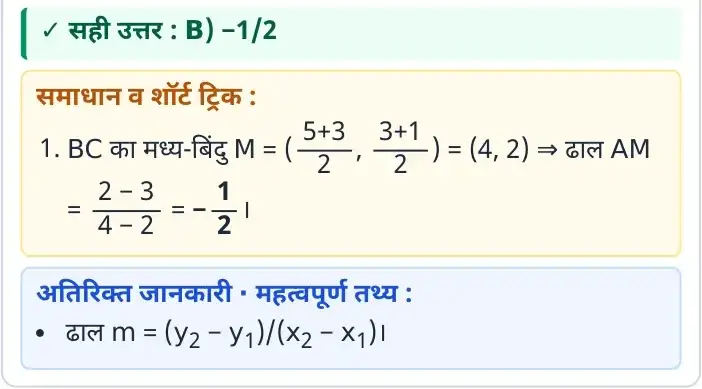 ✓ सही उत्तर : B) −1/2
समाधान व शॉर्ट ट्रिक :
1. BC का मध्य-बिंदु M = ( (5+3)/2 , (3+1)/2 ) = (4, 2) ⇒ ढाल AM
= (2 − 3)/(4 − 2) = − 1/2 ।
अतिरिक्त जानकारी · महत्वपूर्ण तथ्य :
• ढाल m = (y₂ − y₁)/(x₂ − x₁)।